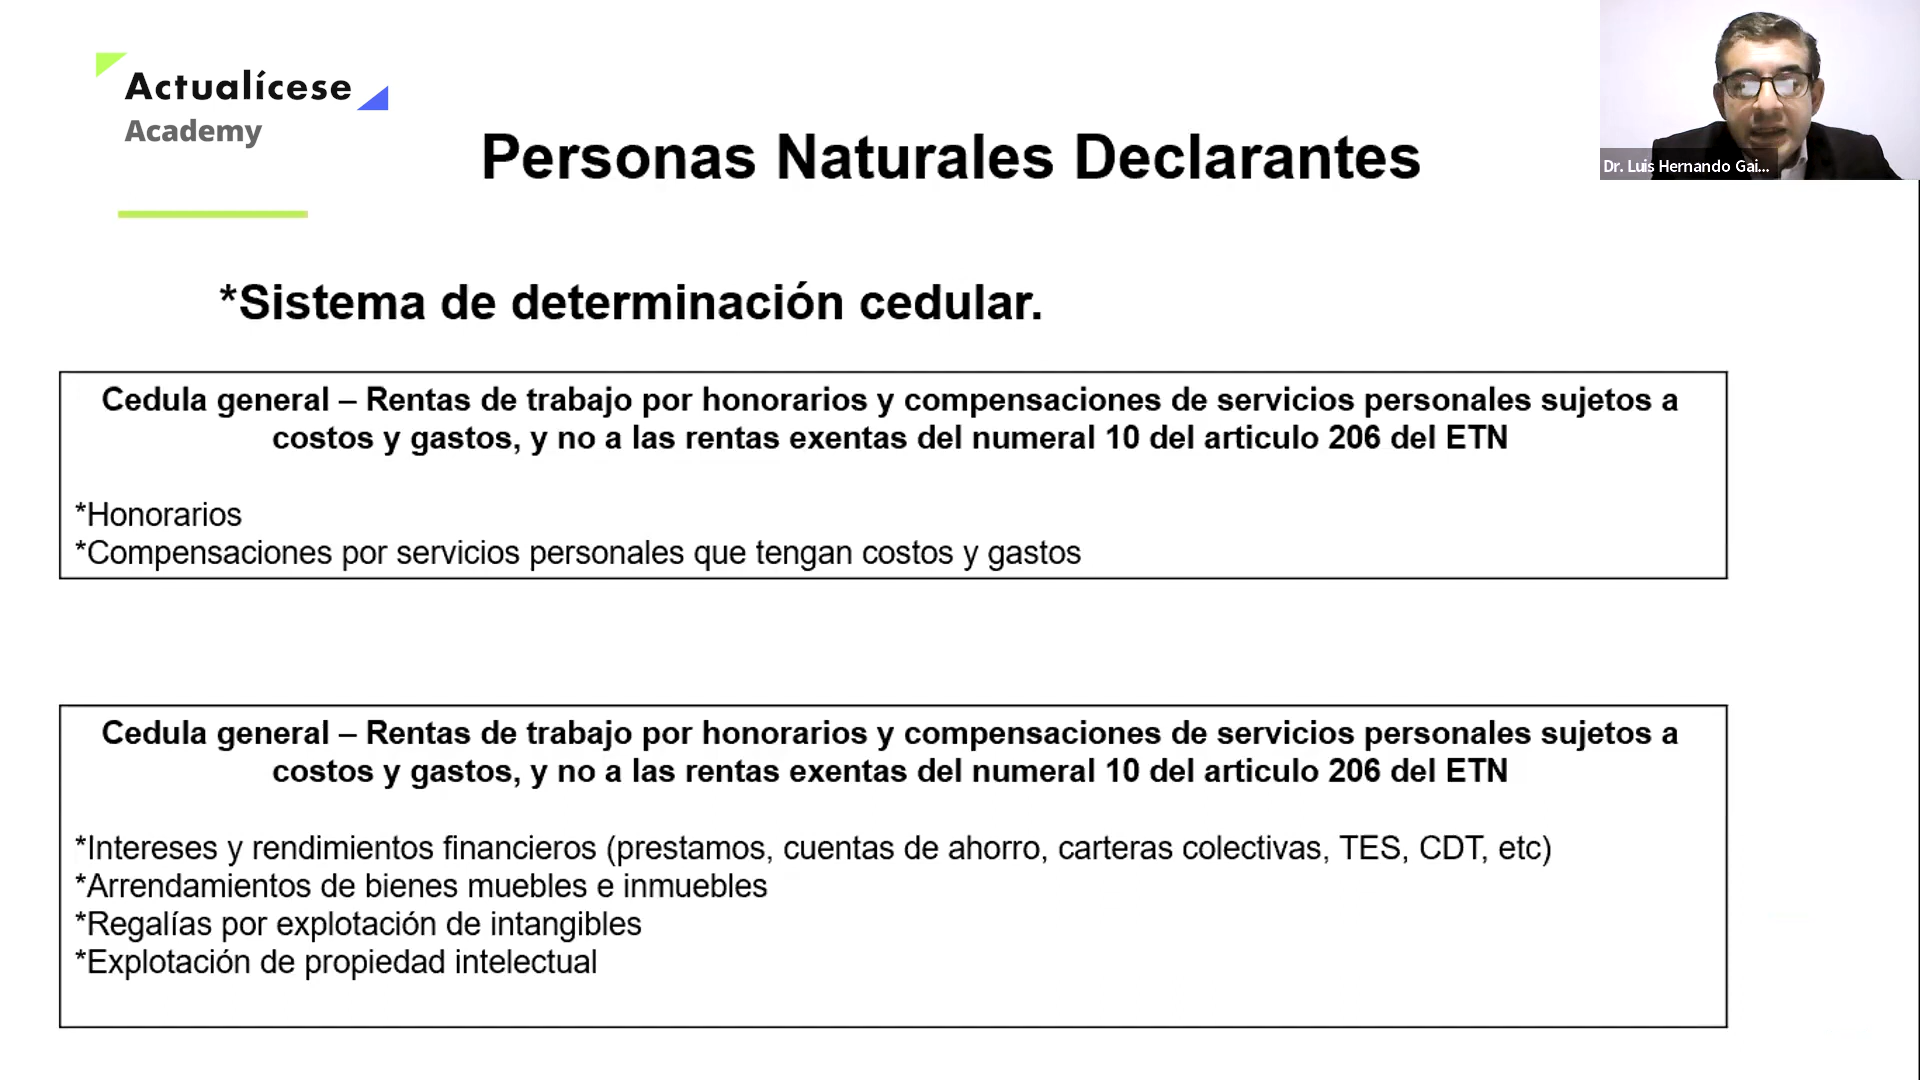 Actualícese
Academy
Personas Naturales Declarantes
Dr. Luis Hernando Gai...
*Sistema de determinación cedular.
Cedula general – Rentas de trabajo por honorarios y compensaciones de servicios personales sujetos a
costos y gastos, y no a las rentas exentas del numeral 10 del articulo 206 del ETN
*Honorarios
*Compensaciones por servicios personales que tengan costos y gastos
Cedula general – Rentas de trabajo por honorarios y compensaciones de servicios personales sujetos a
costos y gastos, y no a las rentas exentas del numeral 10 del articulo 206 del ETN
*Intereses y rendimientos financieros (prestamos, cuentas de ahorro, carteras colectivas, TES, CDT, etc)
*Arrendamientos de bienes muebles e inmuebles
*Regalías por explotación de intangibles
*Explotación de propiedad intelectual